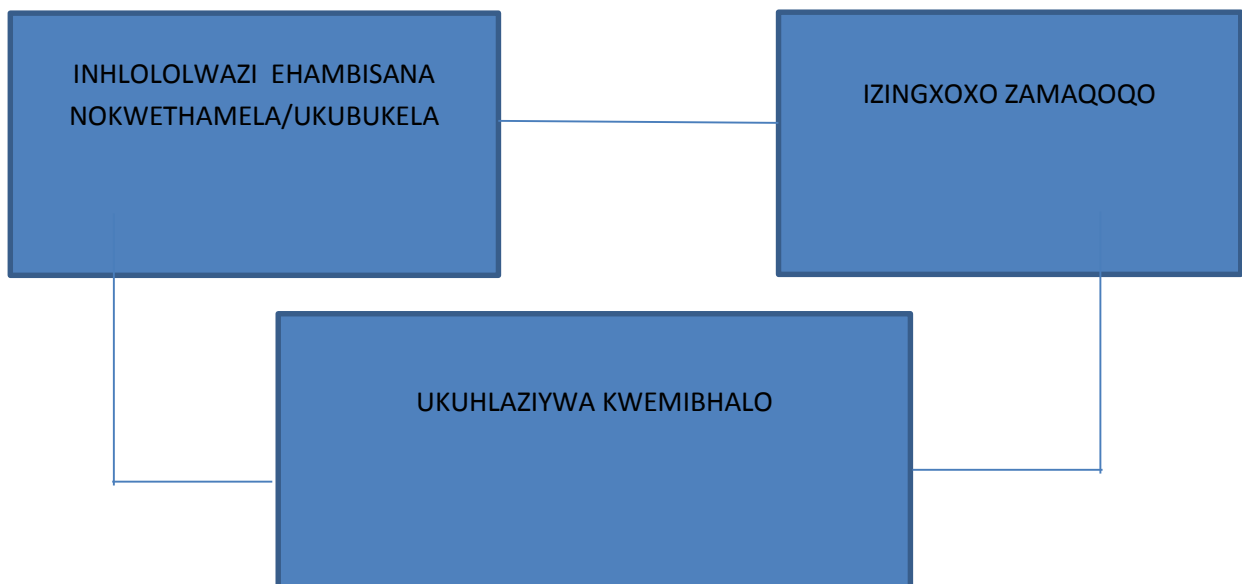 INHLOLOLWAZI EHAMBISANA
NOKWETHAMELA/UKUBUKELA
IZINGXOXO ZAMAQOQO
UKUHLAZIYWA KWEMIBHALO